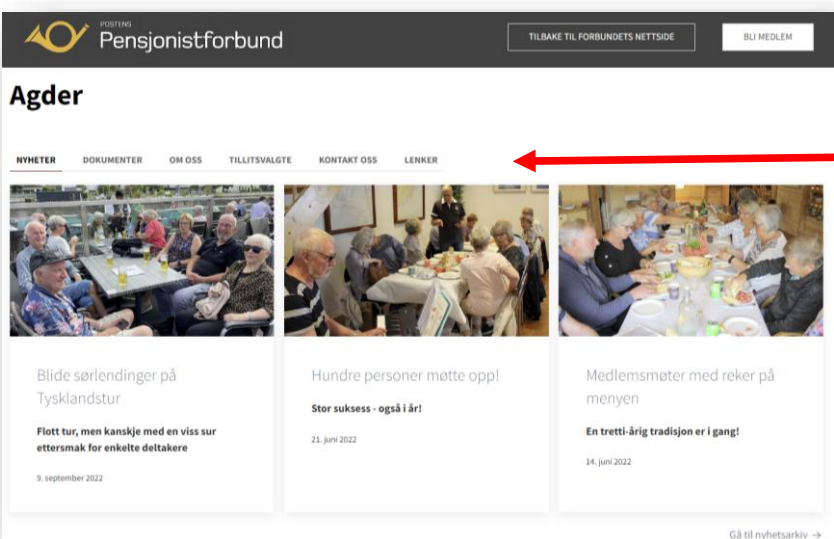 POSTENS
Pensjonistforbund
TILBAKE TIL FORBUNDETS NETTSIDE
BLI MEDLEM
Agder
NYHETER
DOKUMENTER
OM OSS
TILLITSVALGTE
KONTAKT OSS
LENKER
Blide sørlendinger på
Tysklandstur
Flott tur, men kanskje med en viss sur
ettersmak for enkelte deltakere
9. september 2022
Hundre personer møtte opp!
Stor suksess - også i år!
21. juni 2022
Medlemsmøter med reker på
menyen
En tretti-årig tradisjon er i gang!
14. juni 2022
Gå til nyhetsarkiv →